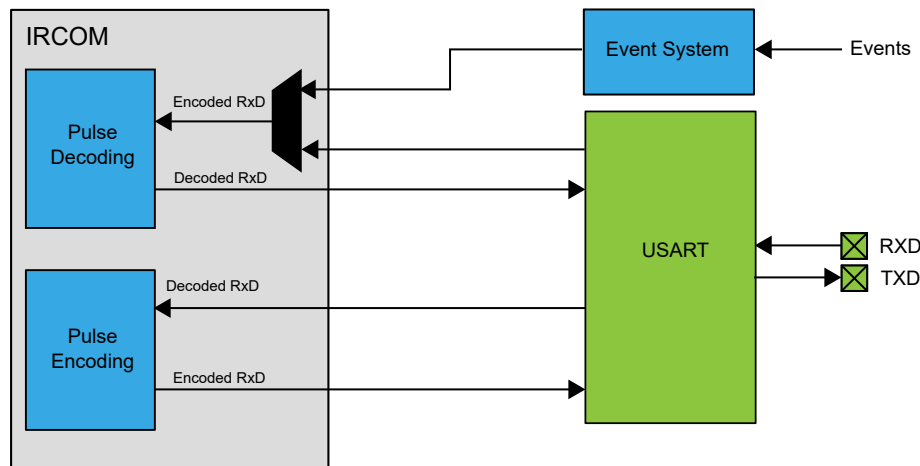 IRCOM
Event System
Events
Encoded RxD
Pulse
Decoding
Decoded RxD
USART
RXD
TXD
Decoded RxD
Pulse
Encoding
Encoded RxD